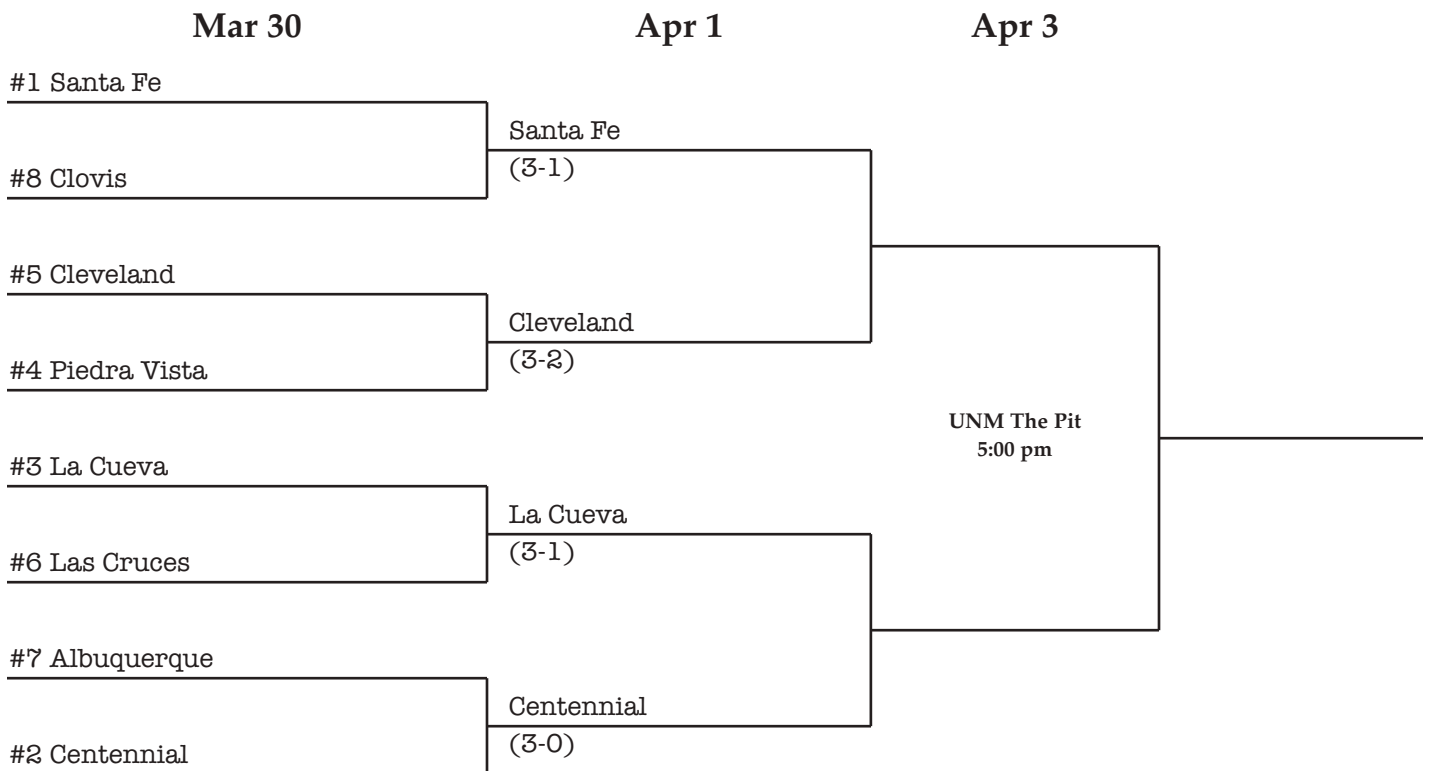 Mar 30
Apr 1
Apr 3
#1 Santa Fe
Santa Fe
(3-1)
#8 Clovis
#5 Cleveland
Cleveland
(3-2)
#4 Piedra Vista
UNM The Pit
5:00 pm
#3 La Cueva
La Cueva
(3-1)
#6 Las Cruces
#7 Albuquerque
Centennial
(3-0)
#2 Centennial